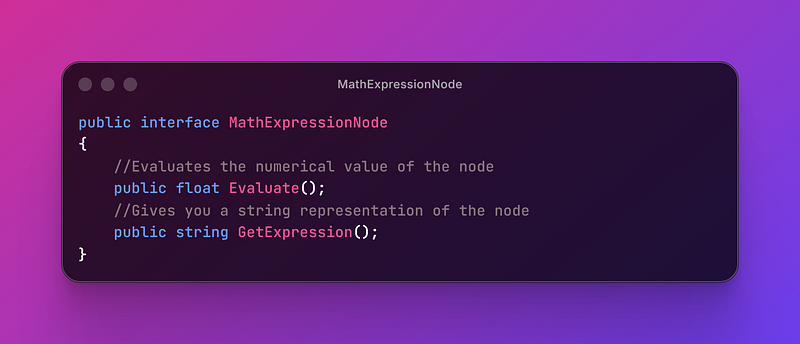 MathExpressionNode
public interface MathExpressionNode
{
    //Evaluates the numerical value of the node
    public float Evaluate();
    //Gives you a string representation of the node
    public string GetExpression();
}